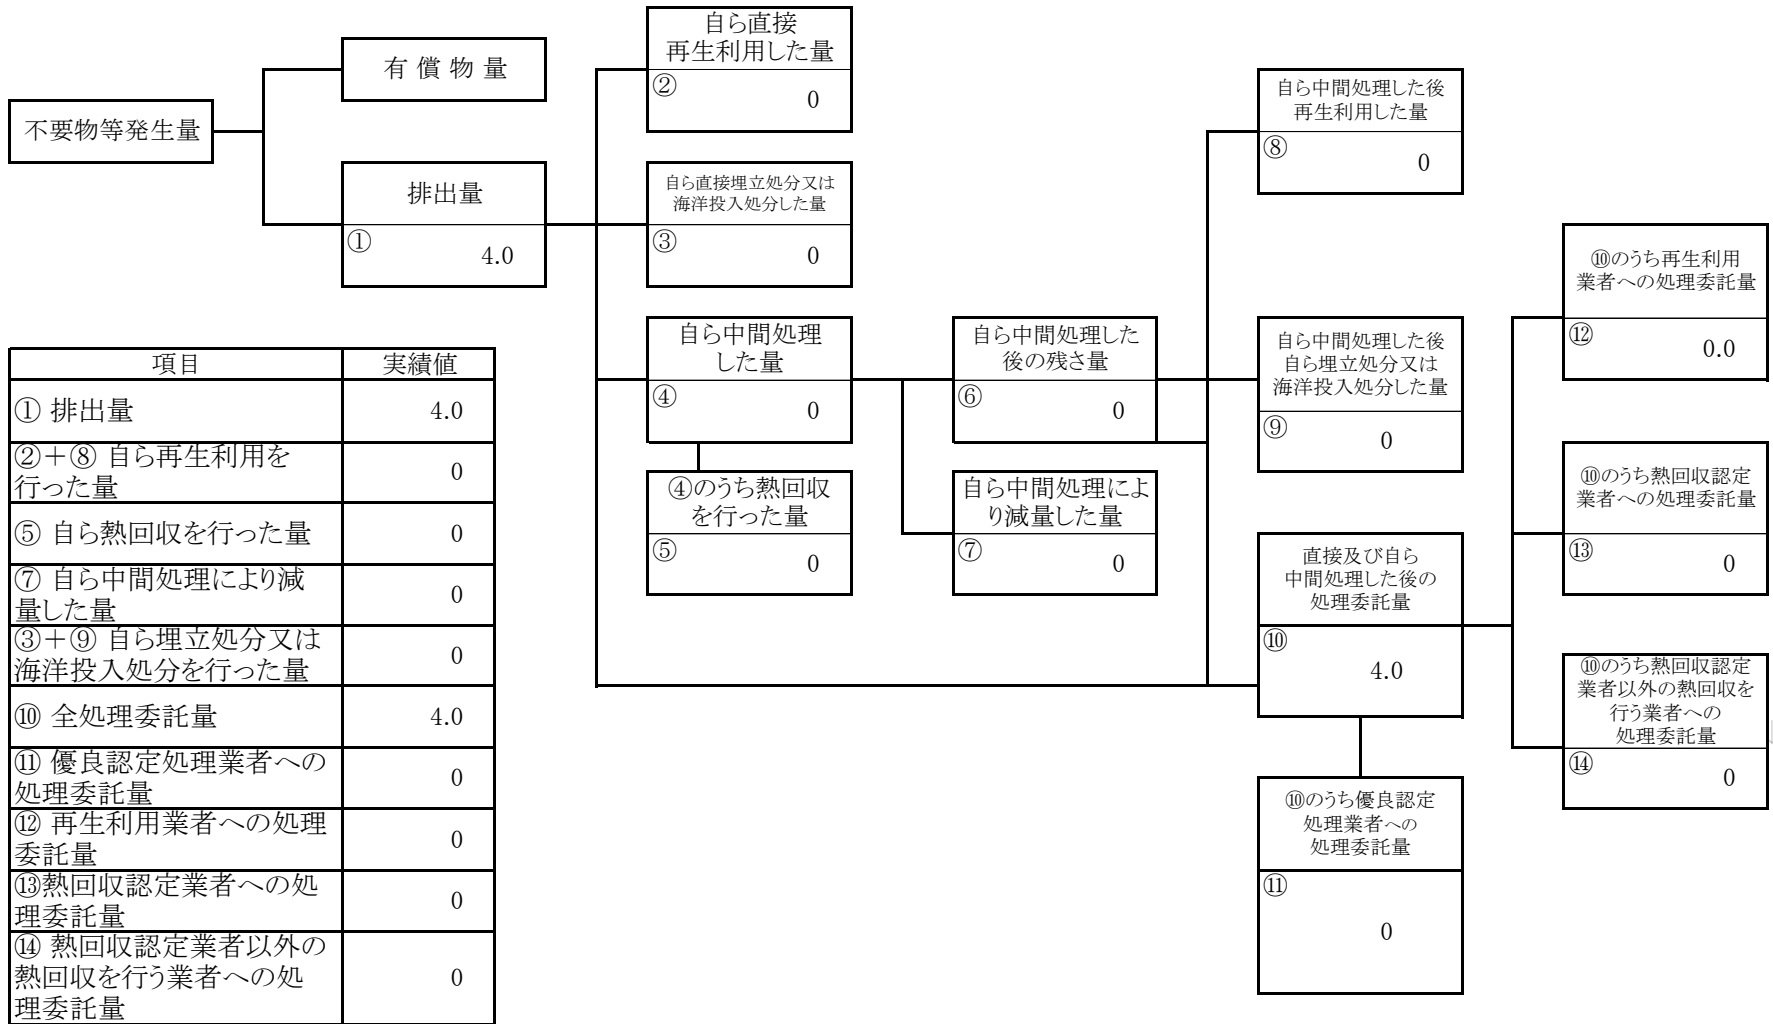 不要物等発生量
有 償 物 量
排出量
①
4.0
自ら直接
再生利用した量
②
0
自ら直接埋立処分又は
海洋投入処分した量
③
0
自ら中間処理
した量
④
0
④のうち熱回収
を行った量
⑤
0
自ら中間処理した
後の残さ量
⑥
0
自ら中間処理によ
り減量した量
⑦
0
自ら中間処理した後
再生利用した量
⑧
0
自ら中間処理した後
自ら埋立処分又は
海洋投入処分した量
⑨
0
直接及び自ら
中間処理した後の
処理委託量
⑩
4.0
⑩のうち優良認定
処理業者への
処理委託量
⑪
0
⑩のうち再生利用
業者への処理委託量
⑫
0.0
⑩のうち熱回収認定
業者への処理委託量
⑬
0
⑩のうち熱回収認定
業者以外の熱回収を
行う業者への
処理委託量
⑭
0
項目 実績値
① 排出量 4.0
②＋⑧ 自ら再生利用を
行った量 0
⑤ 自ら熱回収を行った量 0
⑦ 自ら中間処理により減
量した量 0
③＋⑨ 自ら埋立処分又は
海洋投入処分を行った量 0
⑩ 全処理委託量 4.0
⑪ 優良認定処理業者への
処理委託量 0
⑫ 再生利用業者への処理
委託量 0
⑬熱回収認定業者への処
理委託量 0
⑭ 熱回収認定業者以外の
熱回収を行う業者への処
理委託量 0